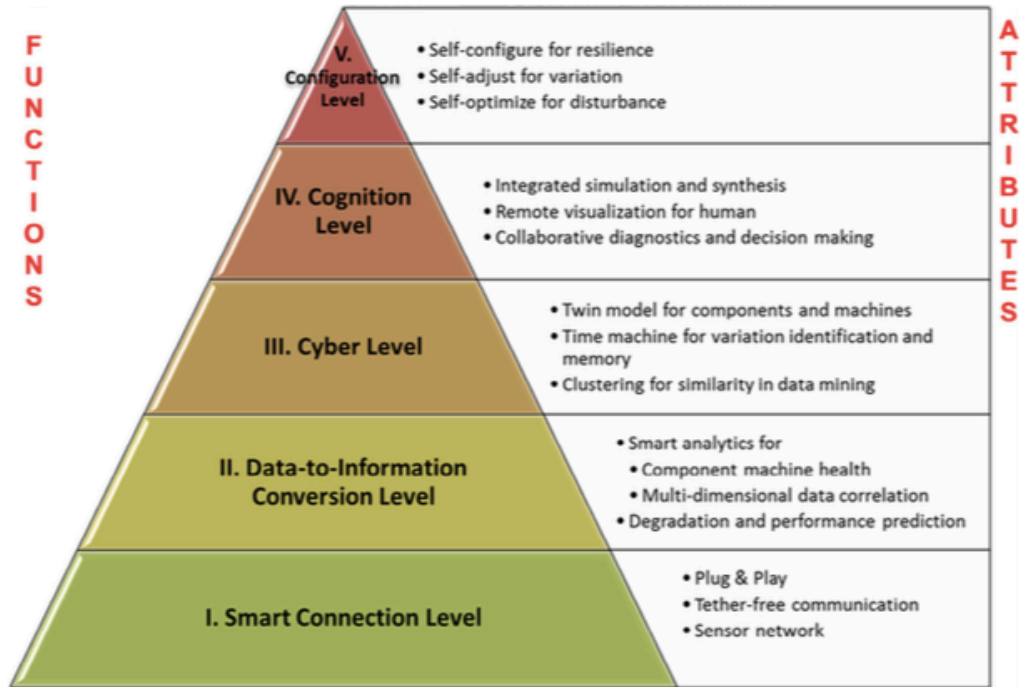 FUNCTIONS
ATTRIBUTES
V.
Configuration
Level
• Self-configure for resilience
• Self-adjust for variation
• Self-optimize for disturbance
IV. Cognition
Level
• Integrated simulation and synthesis
• Remote visualization for human
• Collaborative diagnostics and decision making
III. Cyber Level
• Twin model for components and machines
• Time machine for variation identification and
memory
• Clustering for similarity in data mining
II. Data-to-Information
Conversion Level
• Smart analytics for
• Component machine health
• Multi-dimensional data correlation
• Degradation and performance prediction
I. Smart Connection Level
• Plug & Play
• Tether-free communication
• Sensor network